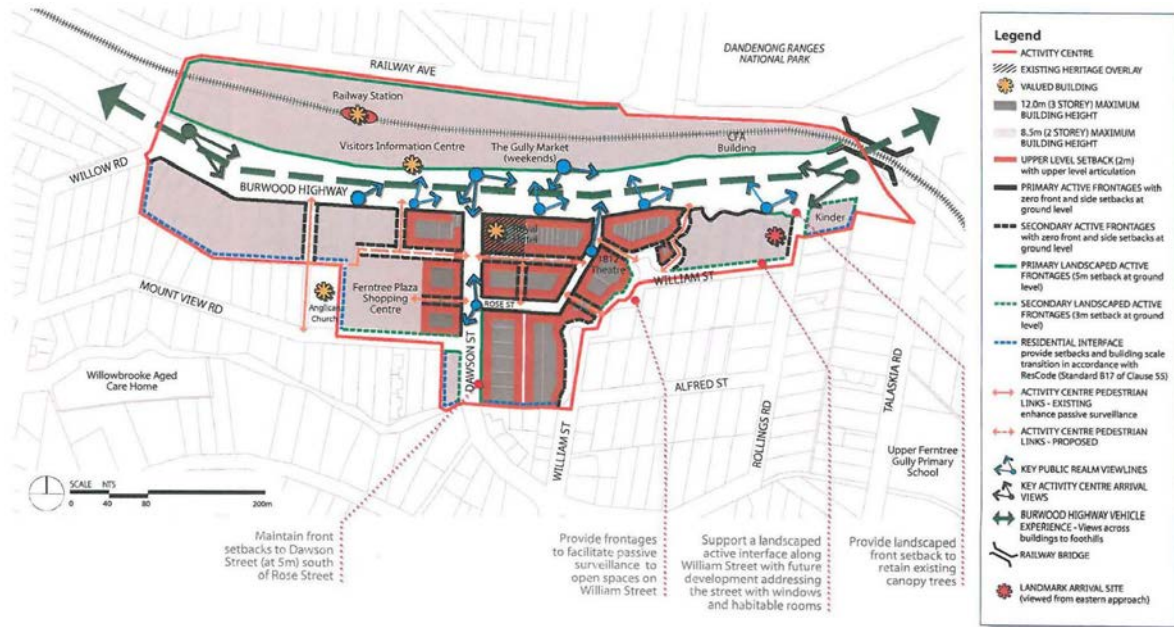 DANDENONG RANGES
NATIONAL PARK
RAILWAY AVE
Railway Station
Visitors Information Centre
The Gully Market
(weekends)
CFA
Building
WILLOW RD
BURWOOD HIGHWAY
Kinder
1812
Theatre
WILLIAM ST
Ferntree Plaza
Shopping
Centre
ROSE ST
Anglican
Church
MOUNT VIEW RD
DAWSON ST
Willowbrooke Aged
Care Home
ALFRED ST
WILLIAM ST
ROLLINGS RD
TALASKIA RD
Upper Ferntree
Gully Primary
School
SCALE NTS
0 40 80 200m
Maintain front
setbacks to Dawson
Street (at 5m) south
of Rose Street
Provide frontages
to facilitate passive
surveillance to
open spaces on
William Street
Support a landscaped
active interface along
William Street with future
development addressing
the street with windows
and habitable rooms
Provide landscaped
front setback to
retain existing
canopy trees
Legend
ACTIVITY CENTRE
EXISTING HERITAGE OVERLAY
VALUED BUILDING
12.0m (3 STOREY) MAXIMUM
BUILDING HEIGHT
8.5m (2 STOREY) MAXIMUM
BUILDING HEIGHT
UPPER LEVEL SETBACK (2m)
with upper level articulation
PRIMARY ACTIVE FRONTAGES with
zero front and side setbacks at
ground level
SECONDARY ACTIVE FRONTAGES
with zero front and side setbacks at
ground level
PRIMARY LANDSCAPED ACTIVE
FRONTAGES (5m setback at ground
level)
SECONDARY LANDSCAPED ACTIVE
FRONTAGES (3m setback at ground
level)
RESIDENTIAL INTERFACE
provide setbacks and building scale
transition in accordance with
ResCode (Standard B17 of Clause 55)
ACTIVITY CENTRE PEDESTRIAN
LINKS - EXISTING
enhance passive surveillance
ACTIVITY CENTRE PEDESTRIAN
LINKS - PROPOSED
KEY PUBLIC REALM VIEWLINES
KEY ACTIVITY CENTRE ARRIVAL
VIEWS
BURWOOD HIGHWAY VEHICLE
EXPERIENCE - Views across
buildings to foothills
RAILWAY BRIDGE
LANDMARK ARRIVAL SITE
(viewed from eastern approach)